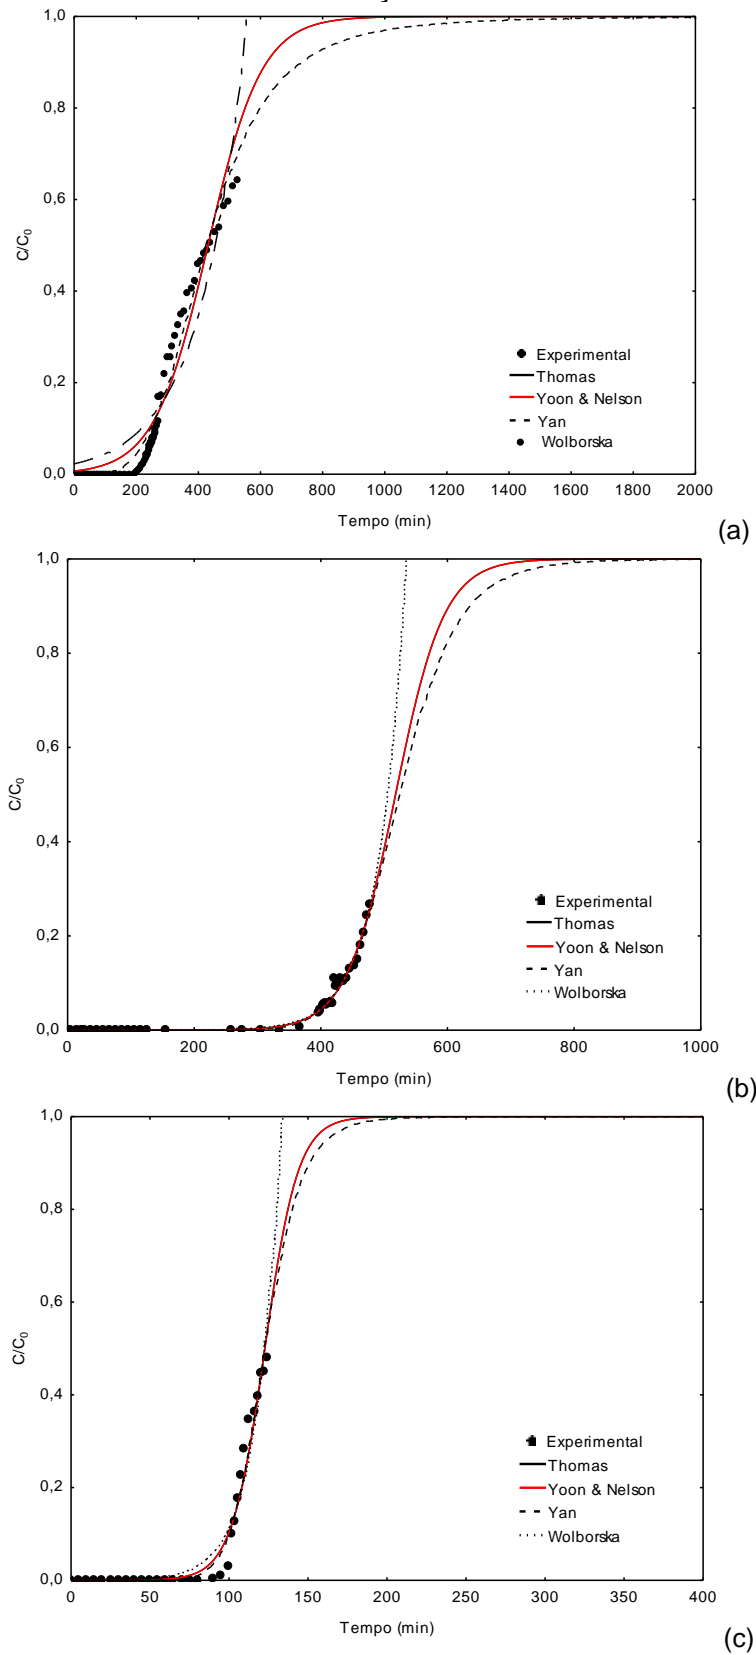 1,0
0,8
0,6
0,4
0,2
0,0
C/C0
0 200 400 600 800 1000 1200 1400 1600 1800 2000
Tempo (min)
Experimental
Thomas
Yoon & Nelson
Yan
Wolborska
(a)
1,0
0,8
0,6
0,4
0,2
0,0
C/C0
0 200 400 600 800 1000
Tempo (min)
Experimental
Thomas
Yoon & Nelson
Yan
Wolborska
(b)
1,0
0,8
0,6
0,4
0,2
0,0
C/C0
0 50 100 150 200 250 300 350 400
Tempo (min)
Experimental
Thomas
Yoon & Nelson
Yan
Wolborska
(c)